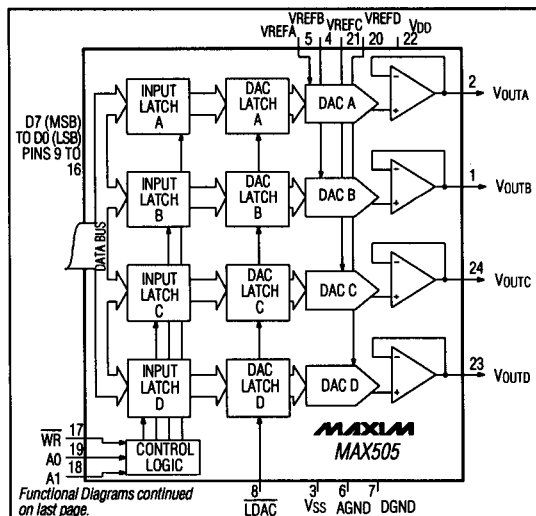 VREFB VREFD
VREFA VREFC VDD
5 4 21 20 22
INPUT
LATCH
A
DAC
LATCH
A
DAC A
2
VOUTA
D7 (MSB)
TO D0 (LSB)
PINS 9 TO
16
INPUT
LATCH
B
DAC
LATCH
B
DAC B
1
VOUTB
DATA BUS
INPUT
LATCH
C
DAC
LATCH
C
DAC C
24
VOUTC
INPUT
LATCH
D
DAC
LATCH
D
DAC D
23
VOUTD
WR 17
A0 19
A1 18
CONTROL
LOGIC
MAXIM
MAX505
8 3 6 7
LDAC VSS AGND DGND
Functional Diagrams continued
on last page.